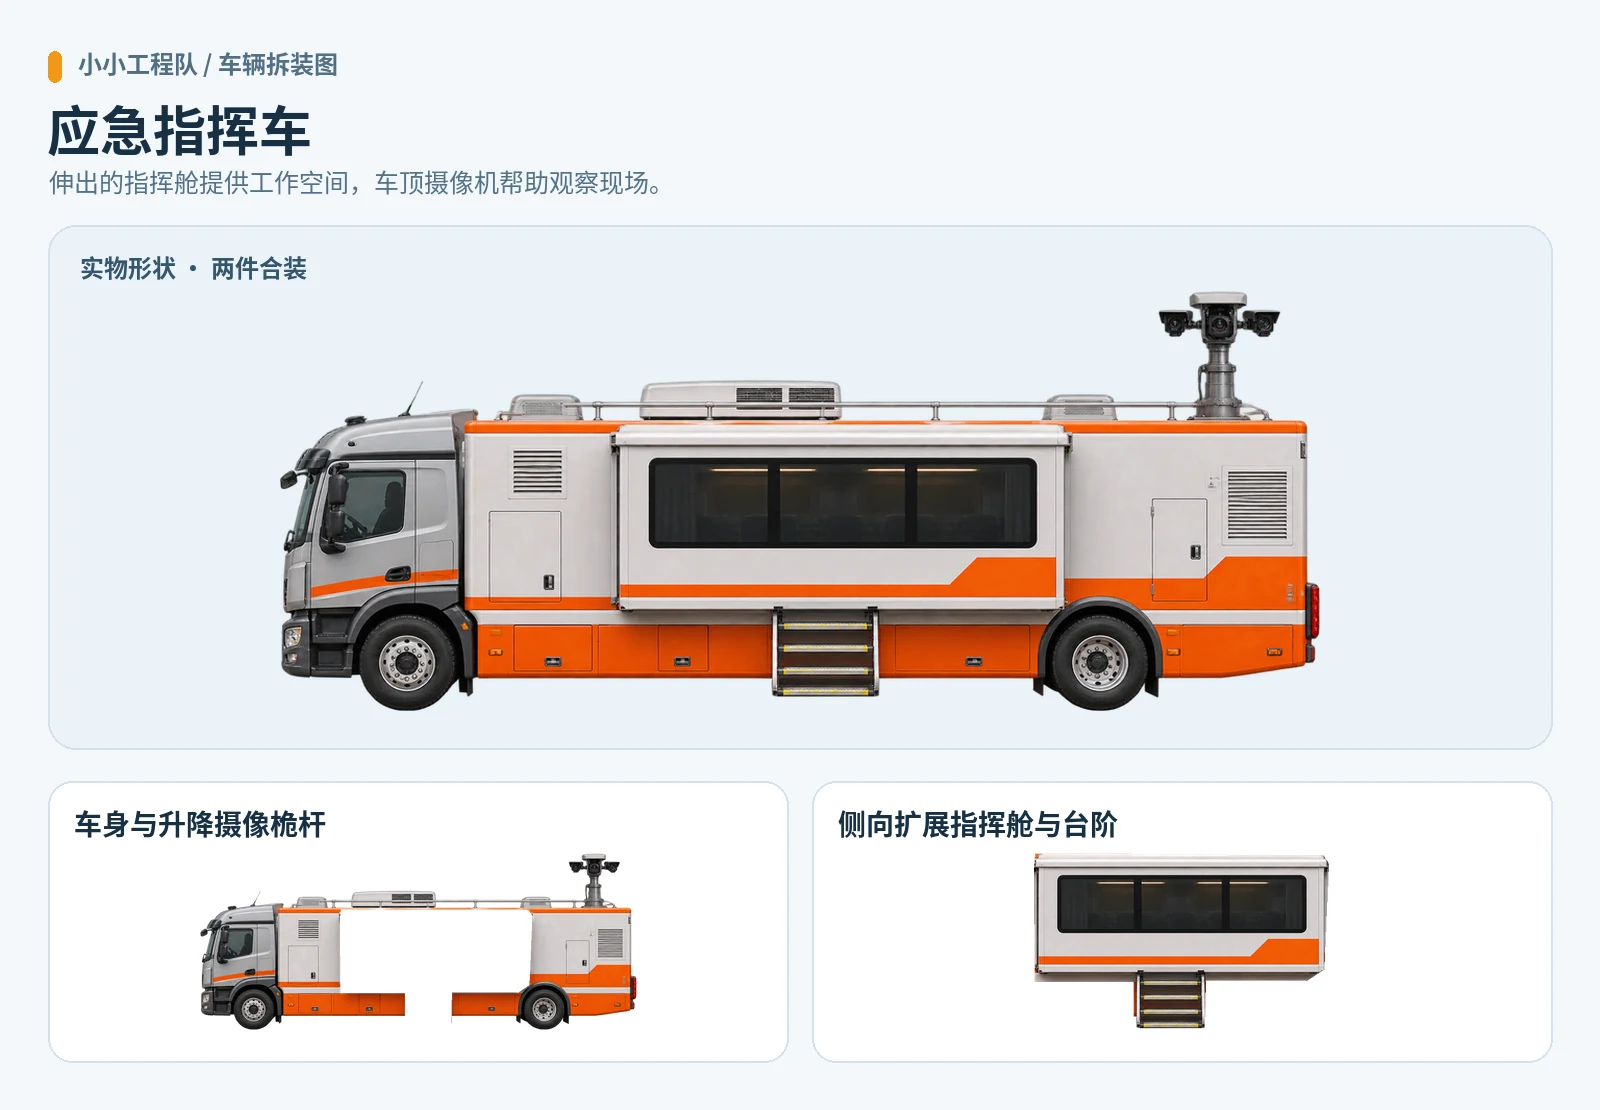 小小工程队 / 车辆拆装图
应急指挥车
伸出的指挥舱提供工作空间，车顶摄像机帮助观察现场。
实物形状 · 两件合装
车身与升降摄像桅杆
侧向扩展指挥舱与台阶